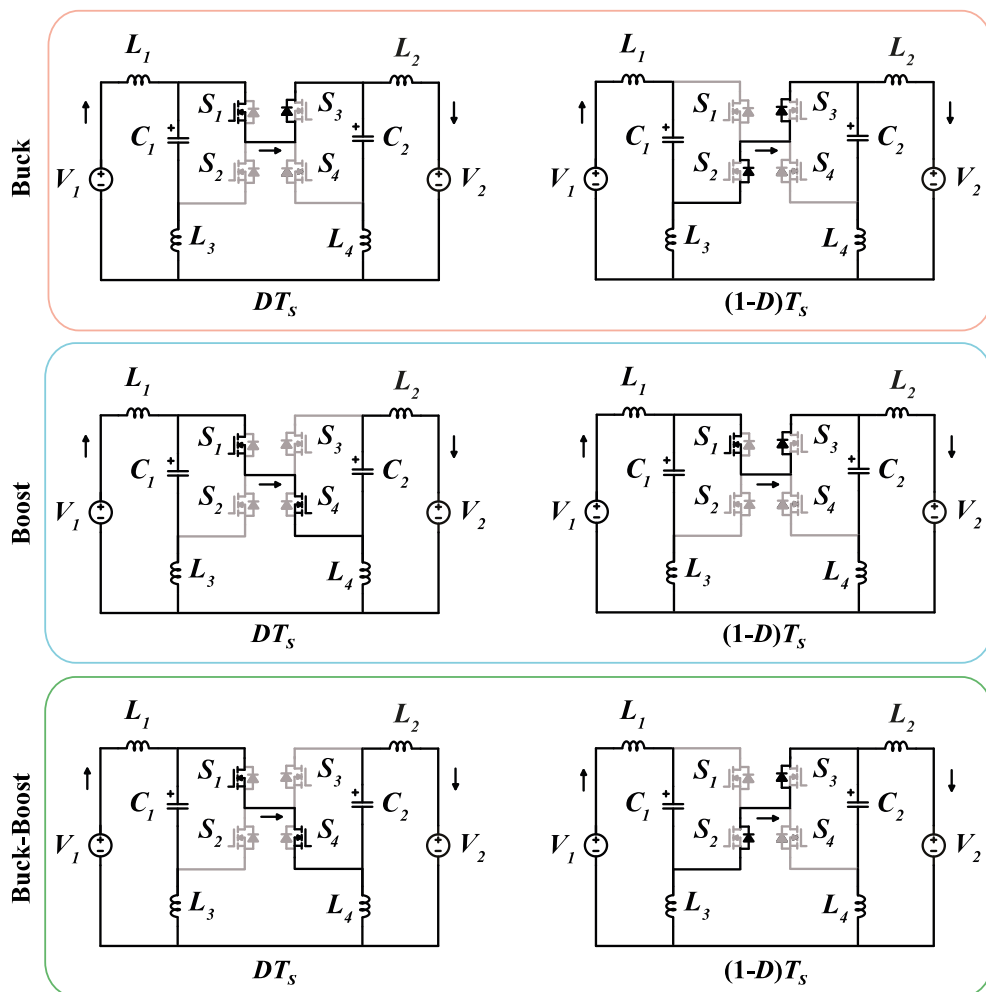 Buck
L1
L2
S1
S3
C1
C2
S2
S4
V1
V2
L3
L4
DTs
L1
L2
S1
S3
C1
C2
S2
S4
V1
V2
L3
L4
(1-D)Ts
Boost
L1
L2
S1
S3
C1
C2
S2
S4
V1
V2
L3
L4
DTs
L1
L2
S1
S3
C1
C2
S2
S4
V1
V2
L3
L4
(1-D)Ts
Buck-Boost
L1
L2
S1
S3
C1
C2
S2
S4
V1
V2
L3
L4
DTs
L1
L2
S1
S3
C1
C2
S2
S4
V1
V2
L3
L4
(1-D)Ts